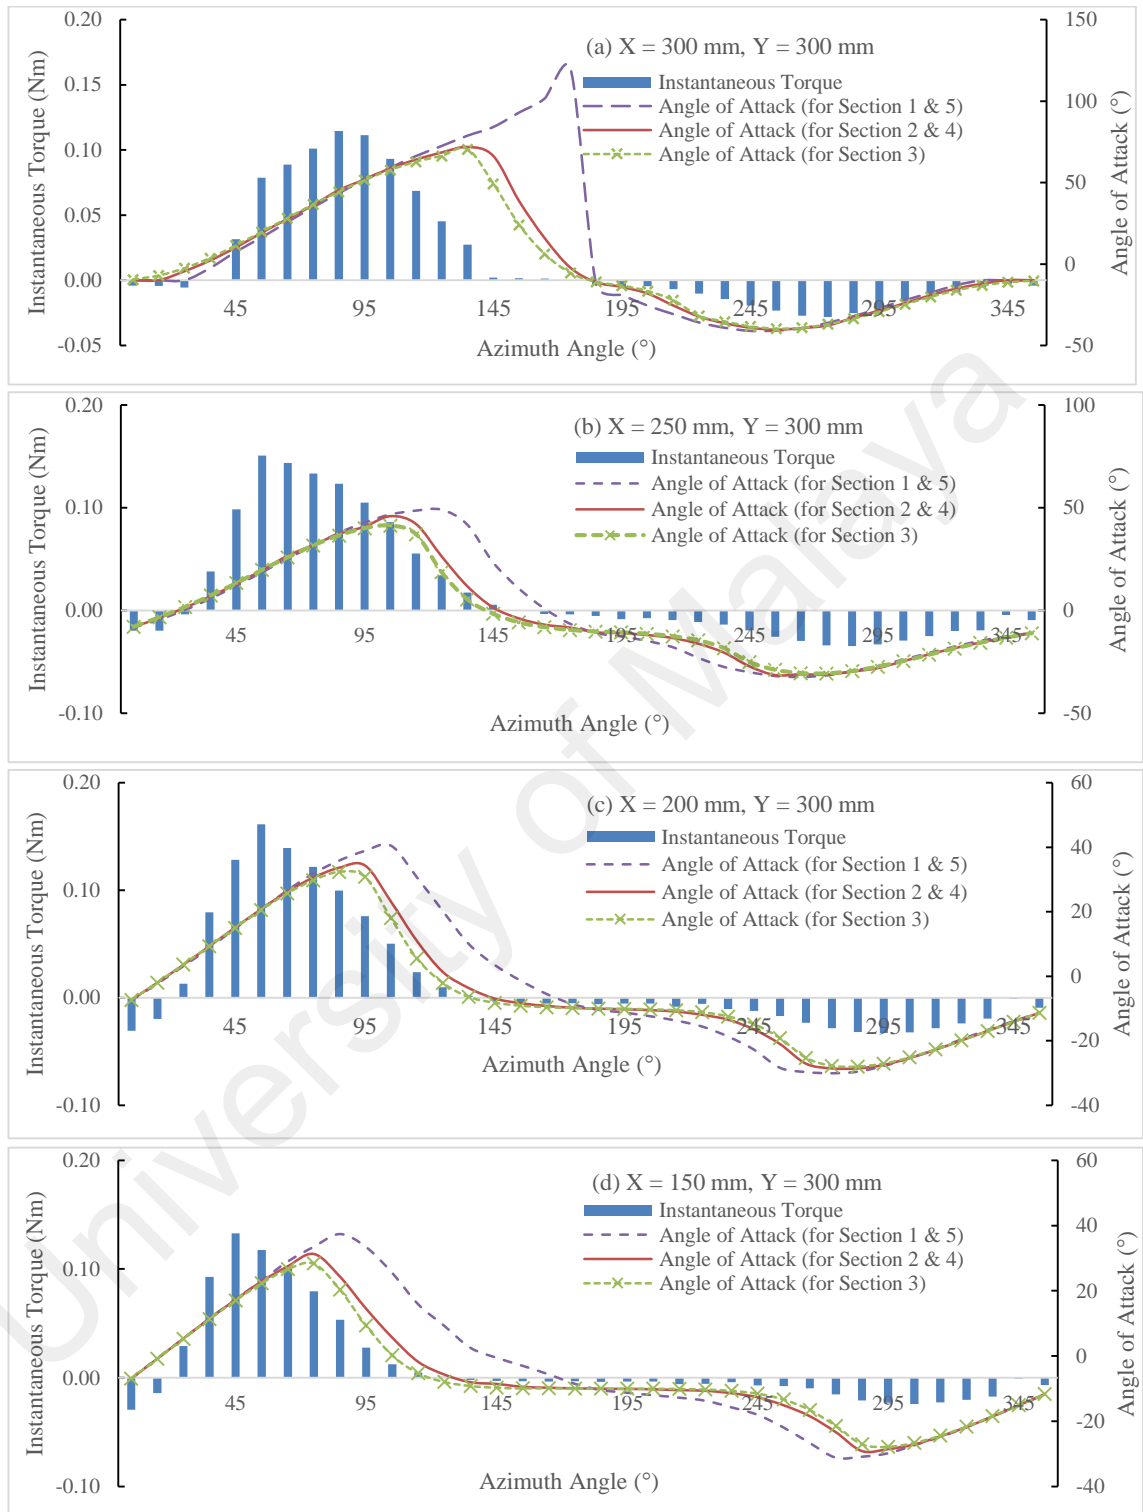 (a) X = 300 mm, Y = 300 mm
Instantaneous Torque
Angle of Attack (for Section 1 & 5)
Angle of Attack (for Section 2 & 4)
Angle of Attack (for Section 3)
Instantaneous Torque (Nm)
0.20
0.15
0.10
0.05
0.00
-0.05
Angle of Attack (°)
150
100
50
0
-50
45 95 145 195 245 295 345
Azimuth Angle (°)
(b) X = 250 mm, Y = 300 mm
Instantaneous Torque
Angle of Attack (for Section 1 & 5)
Angle of Attack (for Section 2 & 4)
Angle of Attack (for Section 3)
Instantaneous Torque (Nm)
0.20
0.10
0.00
-0.10
Angle of Attack (°)
100
50
0
-50
45 95 145 195 245 295 345
Azimuth Angle (°)
(c) X = 200 mm, Y = 300 mm
Instantaneous Torque
Angle of Attack (for Section 1 & 5)
Angle of Attack (for Section 2 & 4)
Angle of Attack (for Section 3)
Instantaneous Torque (Nm)
0.20
0.10
0.00
-0.10
Angle of Attack (°)
60
40
20
0
-20
-40
45 95 145 195 245 295 345
Azimuth Angle (°)
(d) X = 150 mm, Y = 300 mm
Instantaneous Torque
Angle of Attack (for Section 1 & 5)
Angle of Attack (for Section 2 & 4)
Angle of Attack (for Section 3)
Instantaneous Torque (Nm)
0.20
0.10
0.00
-0.10
Angle of Attack (°)
60
40
20
0
-20
-40
45 95 145 195 245 295 345
Azimuth Angle (°)
University of Malaya